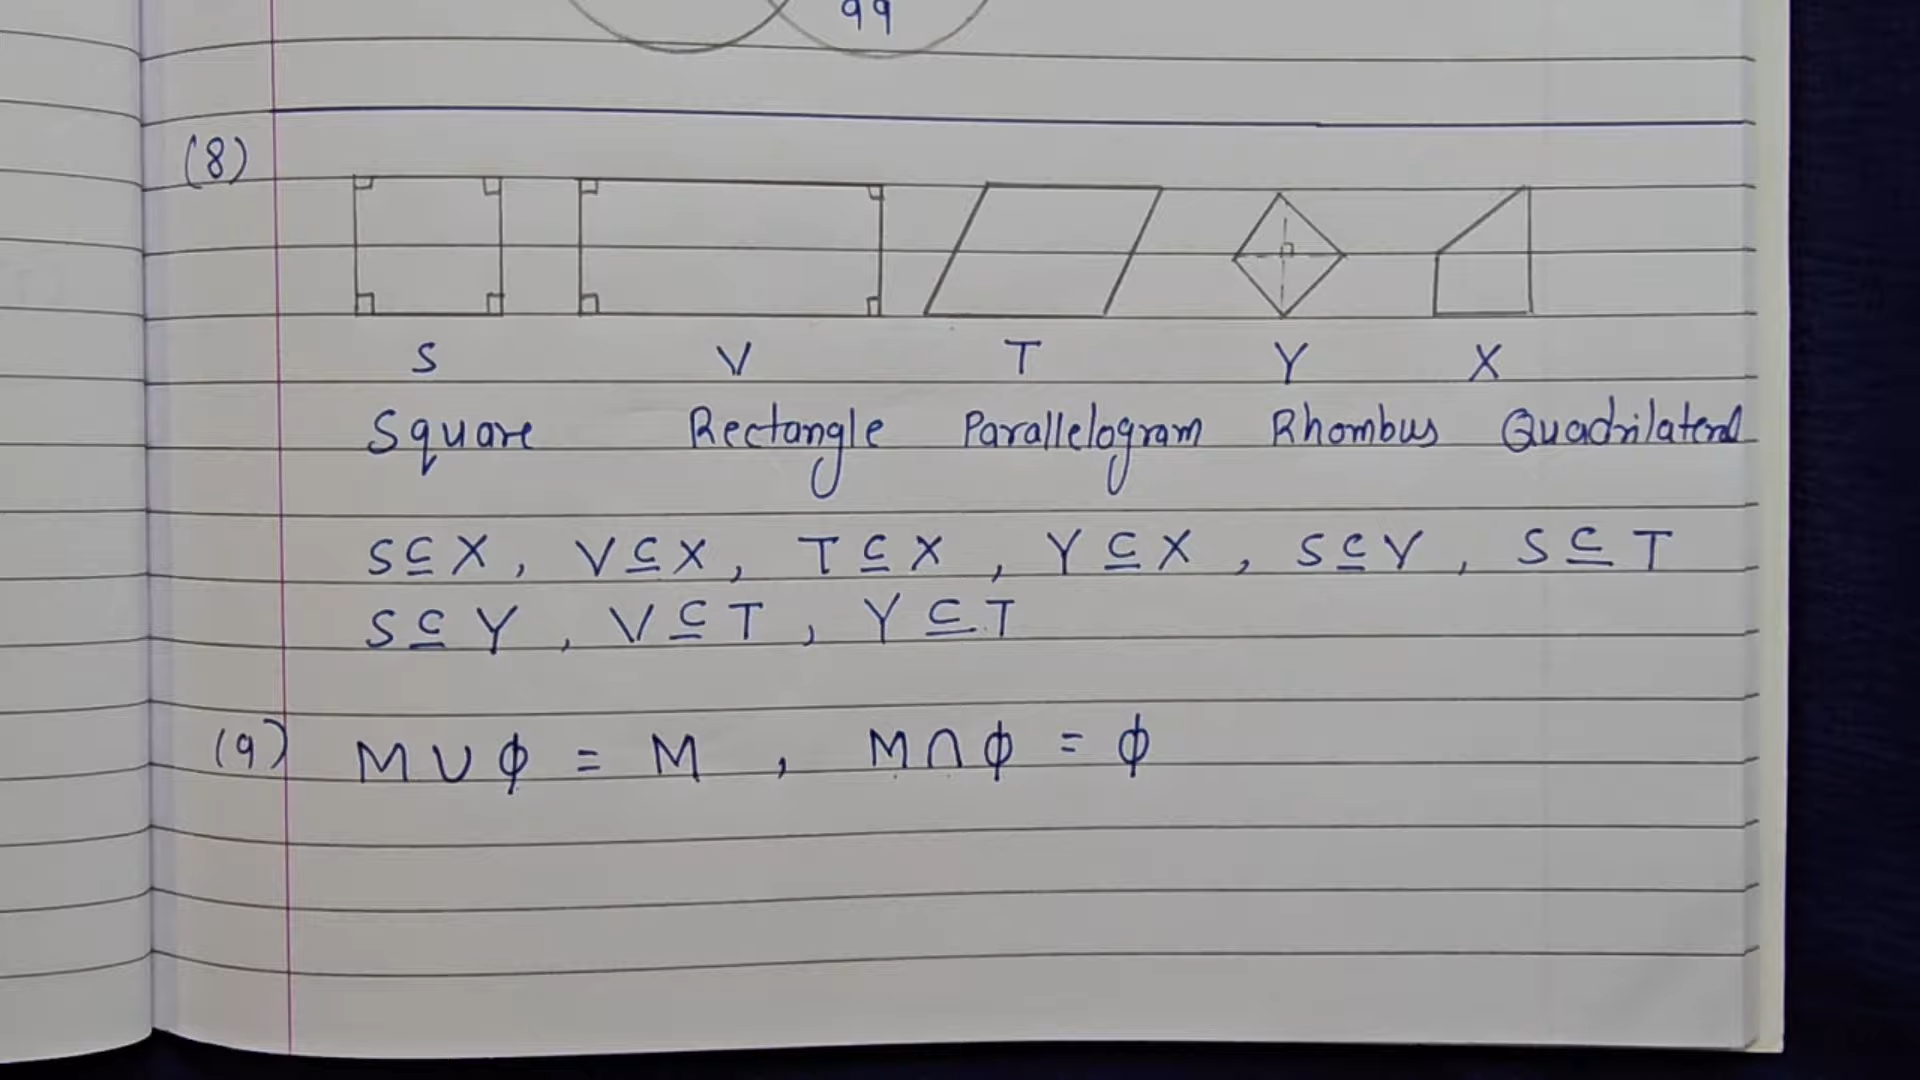 99
(8)
S V T Y X
Square Rectangle Parallelogram Rhombus Quadrilateral
S ⊆ X, V ⊆ X, T ⊆ X, Y ⊆ X, S ⊆ V, S ⊆ T
S ⊆ Y, V ⊆ T, Y ⊆ T
(9) M ∪ ϕ = M, M ∩ ϕ = ϕ